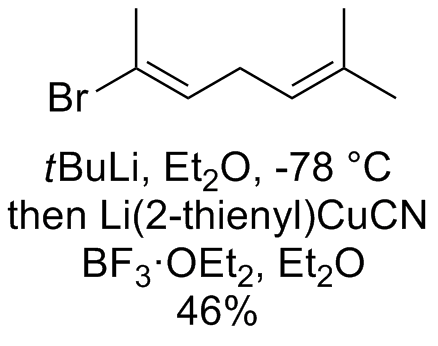 Br
tBuLi, Et₂O, -78 °C
then Li(2-thienyl)CuCN
BF₃·OEt₂, Et₂O
46%